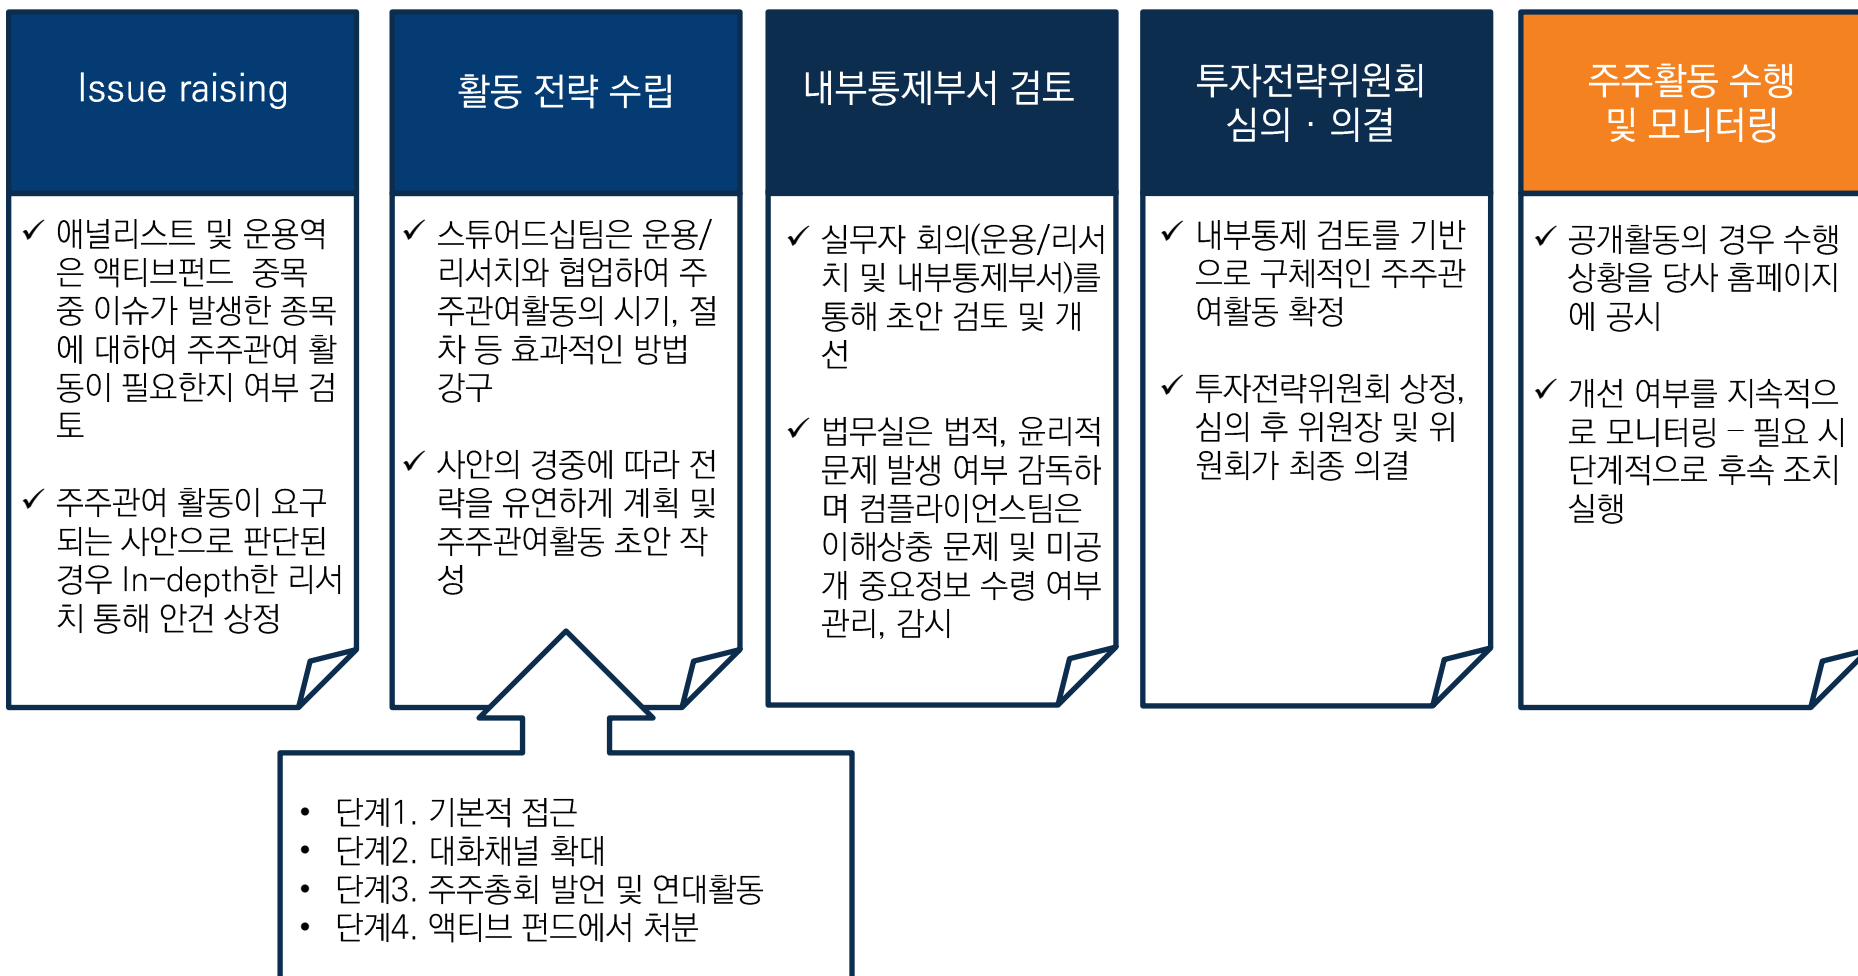 Issue raising
✓ 애널리스트 및 운용역
은 액티브펀드 중목
중 이슈가 발생한 종목
에 대하여 주주관여 활
동이 필요한지 여부 검
토
✓ 주주관여 활동이 요구
되는 사안으로 판단된
경우 In-depth한 리서
치 통해 안건 상정
활동 전략 수립
✓ 스튜어드십팀은 운용/
리서치와 협업하여 주
주관여활동의 시기, 절
차 등 효과적인 방법
강구
✓ 사안의 경중에 따라 전
략을 유연하게 계획 및
주주관여활동 초안 작
성
내부통제부서 검토
✓ 실무자 회의(운용/리서
치 및 내부통제부서)를
통해 초안 검토 및 개
선
✓ 법무실은 법적, 윤리적
문제 발생 여부 감독하
며 컴플라이언스팀은
이해상충 문제 및 미공
개 중요정보 수령 여부
관리, 감시
투자전략위원회
심의 · 의결
✓ 내부통제 검토를 기반
으로 구체적인 주주관
여활동 확정
✓ 투자전략위원회 상정,
심의 후 위원장 및 위
원회가 최종 의결
주주활동 수행
및 모니터링
✓ 공개활동의 경우 수행
상황을 당사 홈페이지
에 공시
✓ 개선 여부를 지속적으
로 모니터링 – 필요 시
단계적으로 후속 조치
실행
• 단계1. 기본적 접근
• 단계2. 대화채널 확대
• 단계3. 주주총회 발언 및 연대활동
• 단계4. 액티브 펀드에서 처분